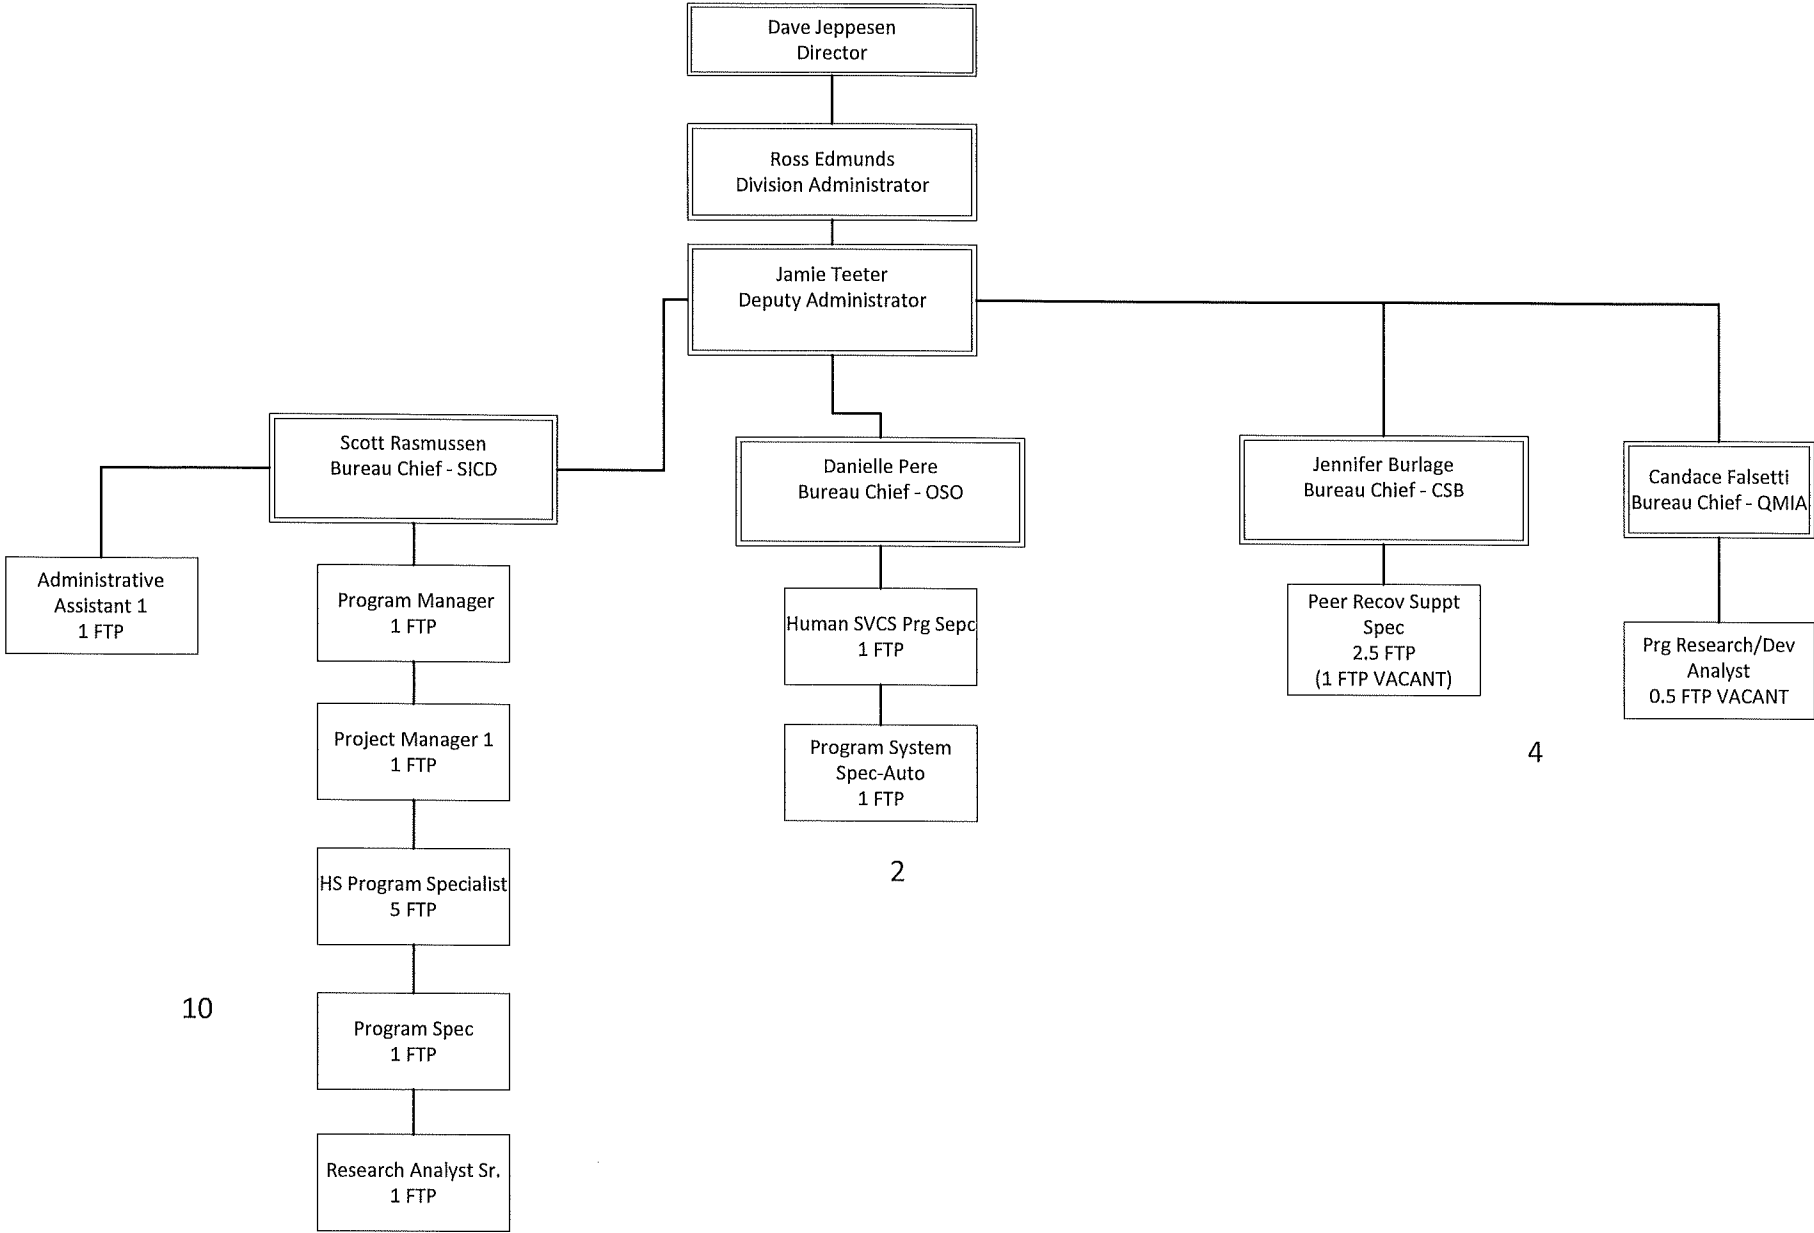 Dave Jeppesen
Director
Ross Edmunds
Division Administrator
Jamie Teeter
Deputy Administrator
Scott Rasmussen
Bureau Chief - SICD
Danielle Pere
Bureau Chief - OSO
Jennifer Burlage
Bureau Chief - CSB
Candace Falsetti
Bureau Chief - QMIA
Administrative
Assistant 1
1 FTP
Program Manager
1 FTP
Project Manager 1
1 FTP
HS Program Specialist
5 FTP
Program Spec
1 FTP
Research Analyst Sr.
1 FTP
10
Human SVCS Prg Sepc
1 FTP
Program System
Spec-Auto
1 FTP
2
Peer Recov Suppt
Spec
2.5 FTP
(1 FTP VACANT)
Prg Research/Dev
Analyst
0.5 FTP VACANT
4